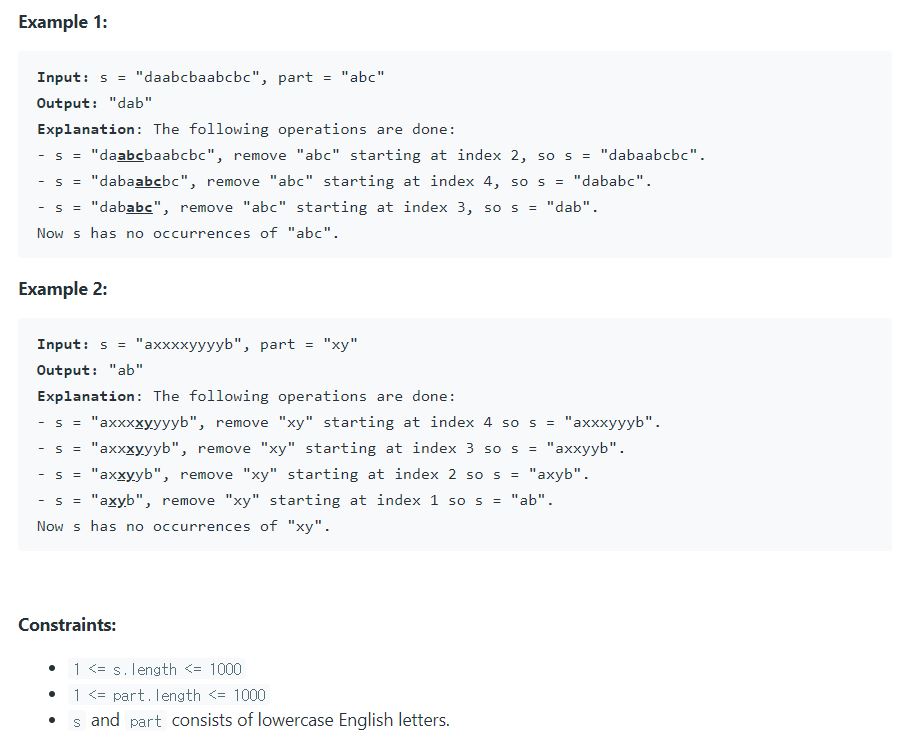 Example 1:
Input: s = "daabcbaabcbc", part = "abc"
Output: "dab"
Explanation: The following operations are done:
- s = "daabcbaabcbc", remove "abc" starting at index 2, so s = "dabaabcbc".
- s = "dabaabcbc", remove "abc" starting at index 4, so s = "dababc".
- s = "dababc", remove "abc" starting at index 3, so s = "dab".
Now s has no occurrences of "abc".
Example 2:
Input: s = "axxxxyyyyb", part = "xy"
Output: "ab"
Explanation: The following operations are done:
- s = "axxxxyyyyb", remove "xy" starting at index 4 so s = "axxxyyyb".
- s = "axxxyyyb", remove "xy" starting at index 3 so s = "axxyyb".
- s = "axxyyb", remove "xy" starting at index 2 so s = "axyb".
- s = "axyb", remove "xy" starting at index 1 so s = "ab".
Now s has no occurrences of "xy".
Constraints:
• 1 <= s.length <= 1000
• 1 <= part.length <= 1000
• s and part consists of lowercase English letters.